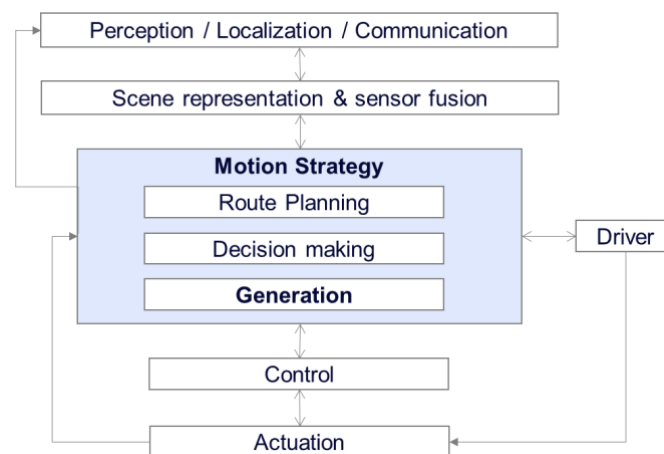 Perception / Localization / Communication
Scene representation & sensor fusion
Motion Strategy
Route Planning
Decision making
Generation
Driver
Control
Actuation